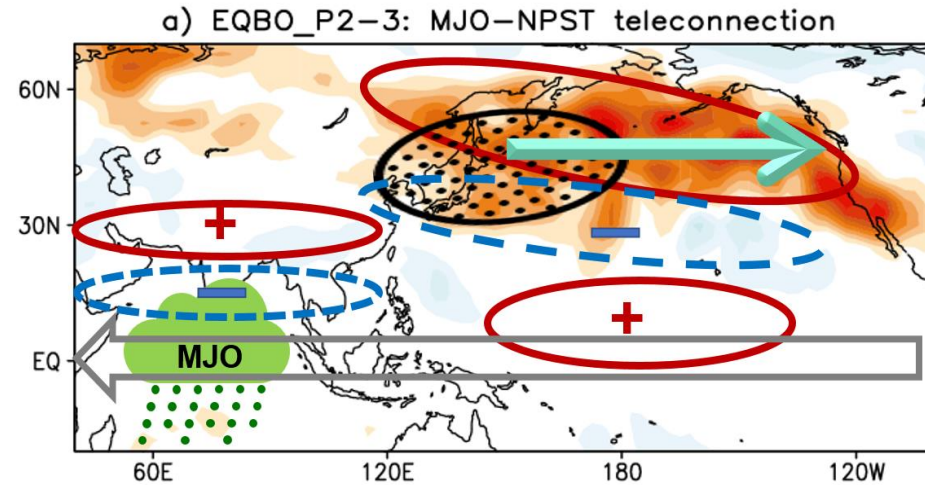 a) EQBO_P2-3: MJO-NPST teleconnection
60N
30N
EQ
+
+
MJO
60E
120E
180
120W